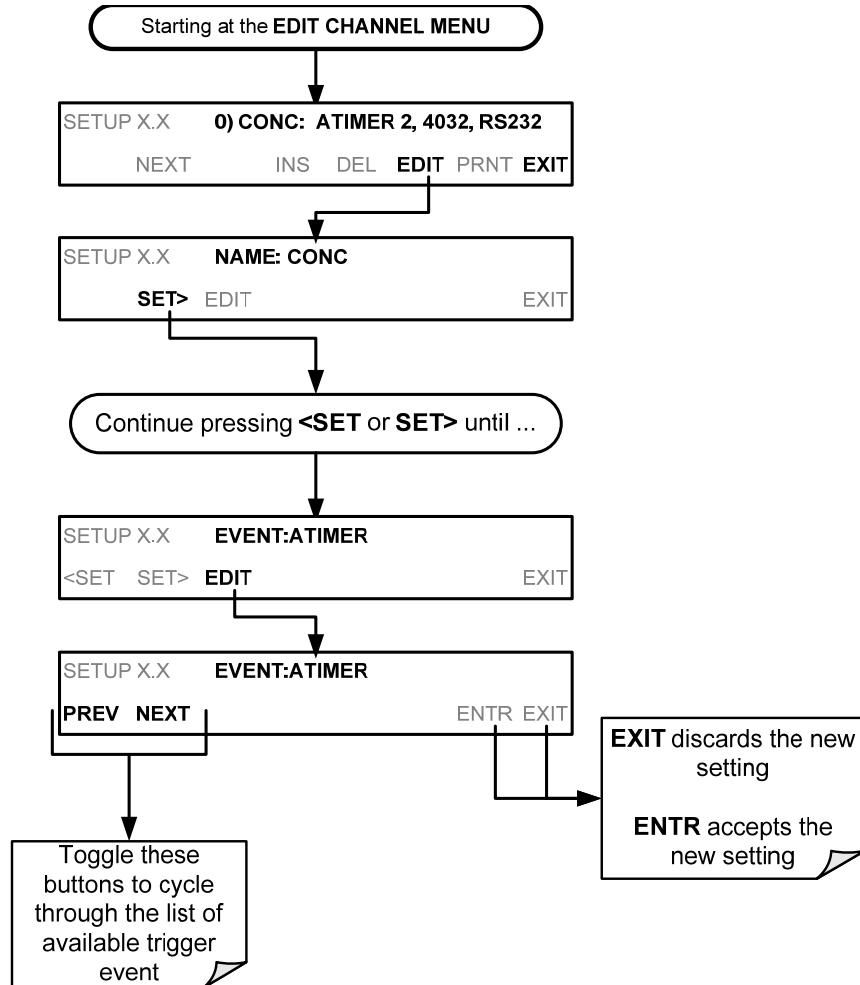 Starting at the EDIT CHANNEL MENU
SETUP X.X 0) CONC: ATIMER 2, 4032, RS232
NEXT INS DEL EDIT PRNT EXIT
SETUP X.X NAME: CONC
SET> EDIT EXIT
Continue pressing <SET or SET> until ...
SETUP X.X EVENT:ATIMER
<SET SET> EDIT EXIT
SETUP X.X EVENT:ATIMER
PREV NEXT ENTR EXIT
EXIT discards the new
setting
ENTR accepts the
new setting
Toggle these
buttons to cycle
through the list of
available trigger
event